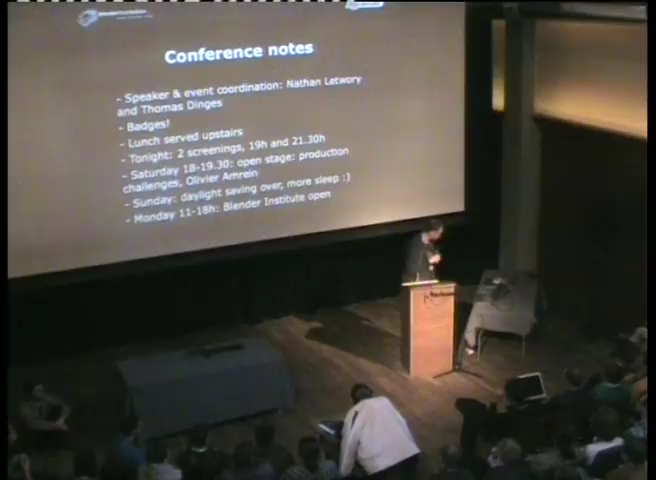 Conference notes
- Speaker & event coordination: Nathan Letwory
and Thomas Dinges
- Badges!
- Lunch served upstairs
- Tonight: 2 screenings, 19h and 21.30h
- Saturday 18-19.30: open stage: production
challenges, Olivier Amrein
- Sunday: daylight saving over, more sleep :)
- Monday 11-18h: Blender Institute open